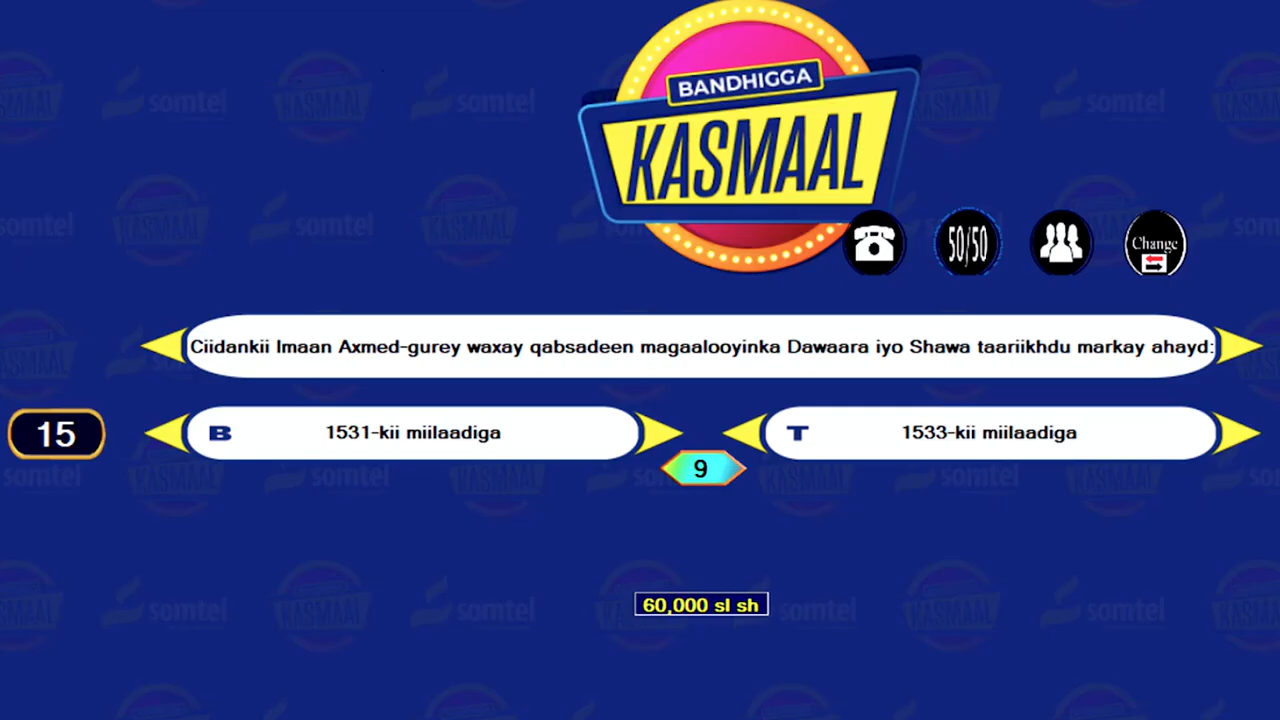 BANDHIGGA
KASMAAL
50/50
Change
Ciidankii Imaan Axmed-gurey waxay qabsadeen magaalooyinka Dawaara iyo Shawa taariikhdu markay ahayd:
15
B 1531-kii miilaadiga
T 1533-kii miilaadiga
9
60,000 sl sh
somtel